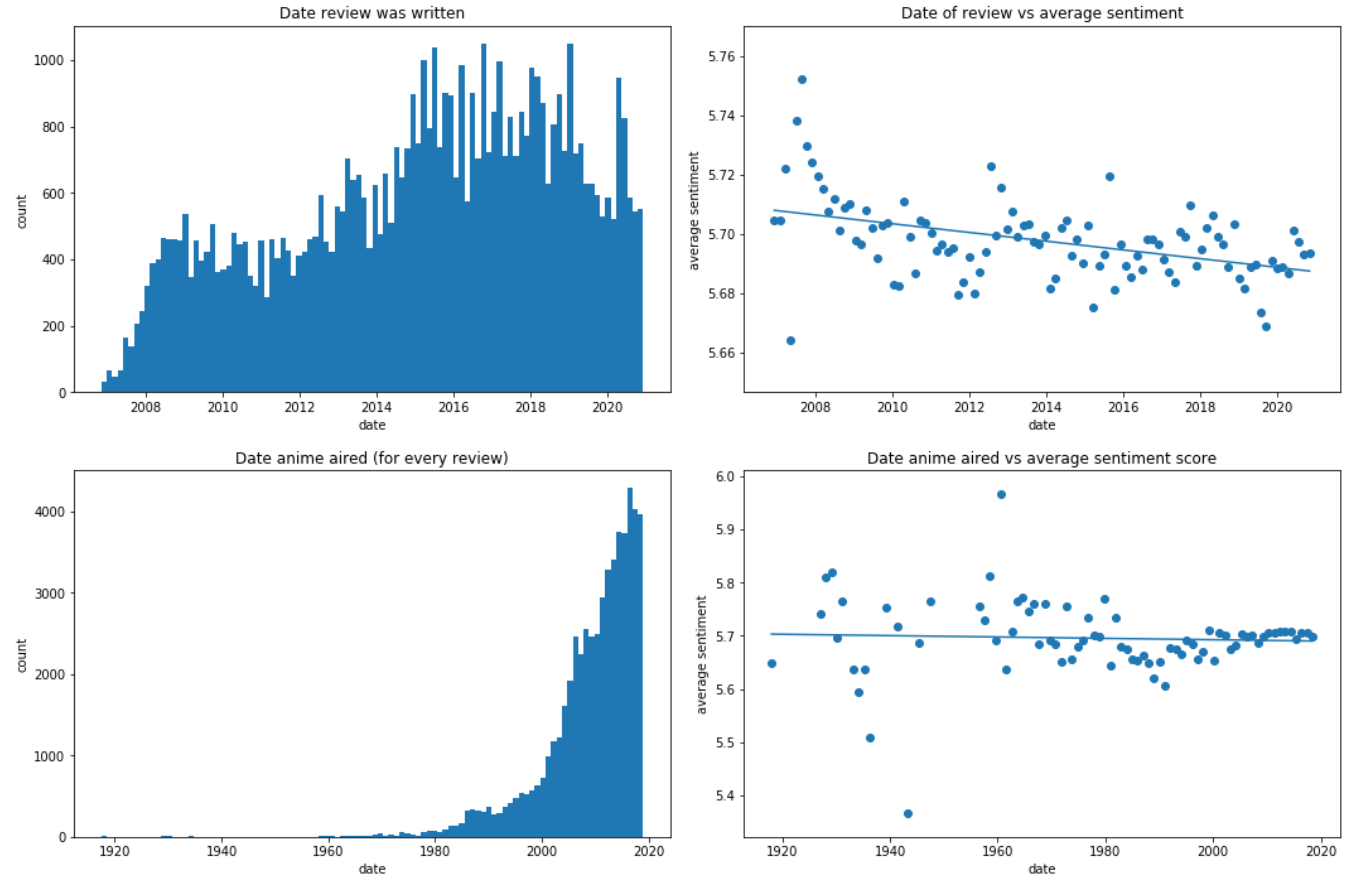 Date review was written
1000
800
600
400
200
0
count
2008 2010 2012 2014 2016 2018 2020
date
Date of review vs average sentiment
5.76
5.74
5.72
5.70
5.68
5.66
average sentiment
2008 2010 2012 2014 2016 2018 2020
date
Date anime aired (for every review)
4000
3000
2000
1000
0
count
1920 1940 1960 1980 2000 2020
date
Date anime aired vs average sentiment score
6.0
5.9
5.8
5.7
5.6
5.5
5.4
average sentiment
1920 1940 1960 1980 2000 2020
date